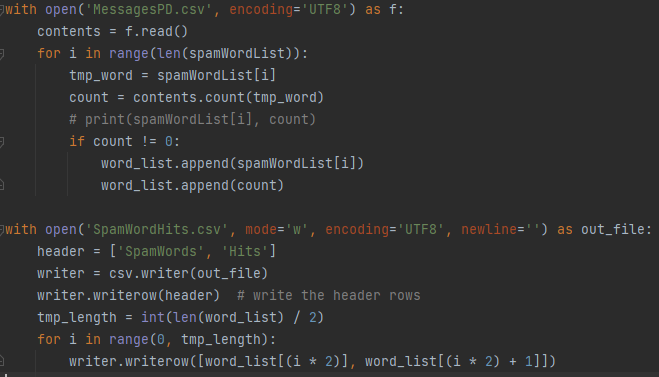 with open('MessagesPD.csv', encoding='UTF8') as f:
    contents = f.read()
    for i in range(len(spamWordList)):
        tmp_word = spamWordList[i]
        count = contents.count(tmp_word)
        # print(spamWordList[i], count)
        if count != 0:
            word_list.append(spamWordList[i])
            word_list.append(count)

with open('SpamWordHits.csv', mode='w', encoding='UTF8', newline='') as out_file:
    header = ['SpamWords', 'Hits']
    writer = csv.writer(out_file)
    writer.writerow(header)  # write the header rows
    tmp_length = int(len(word_list) / 2)
    for i in range(0, tmp_length):
        writer.writerow([word_list[(i * 2)], word_list[(i * 2) + 1]])